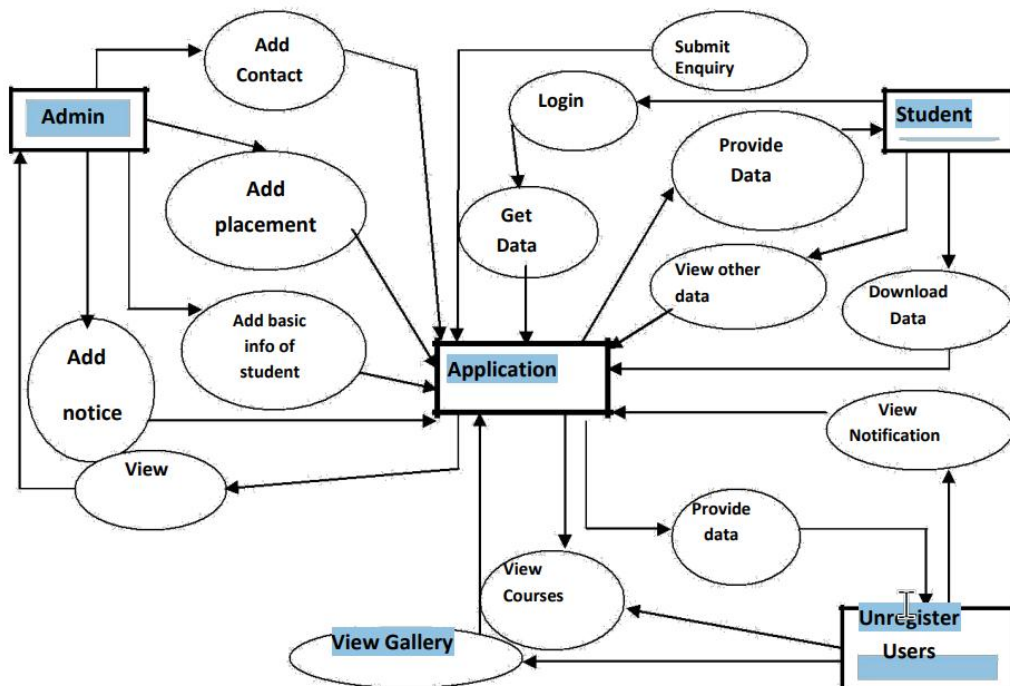 Add
Contact
Submit
Enquiry
Admin
Login
Student
Provide
Data
Add
placement
Get
Data
View other
data
Download
Data
Add basic
info of
student
Add
notice
Application
View
Notification
View
Provide
data
View
Courses
Unregister
Users
View Gallery